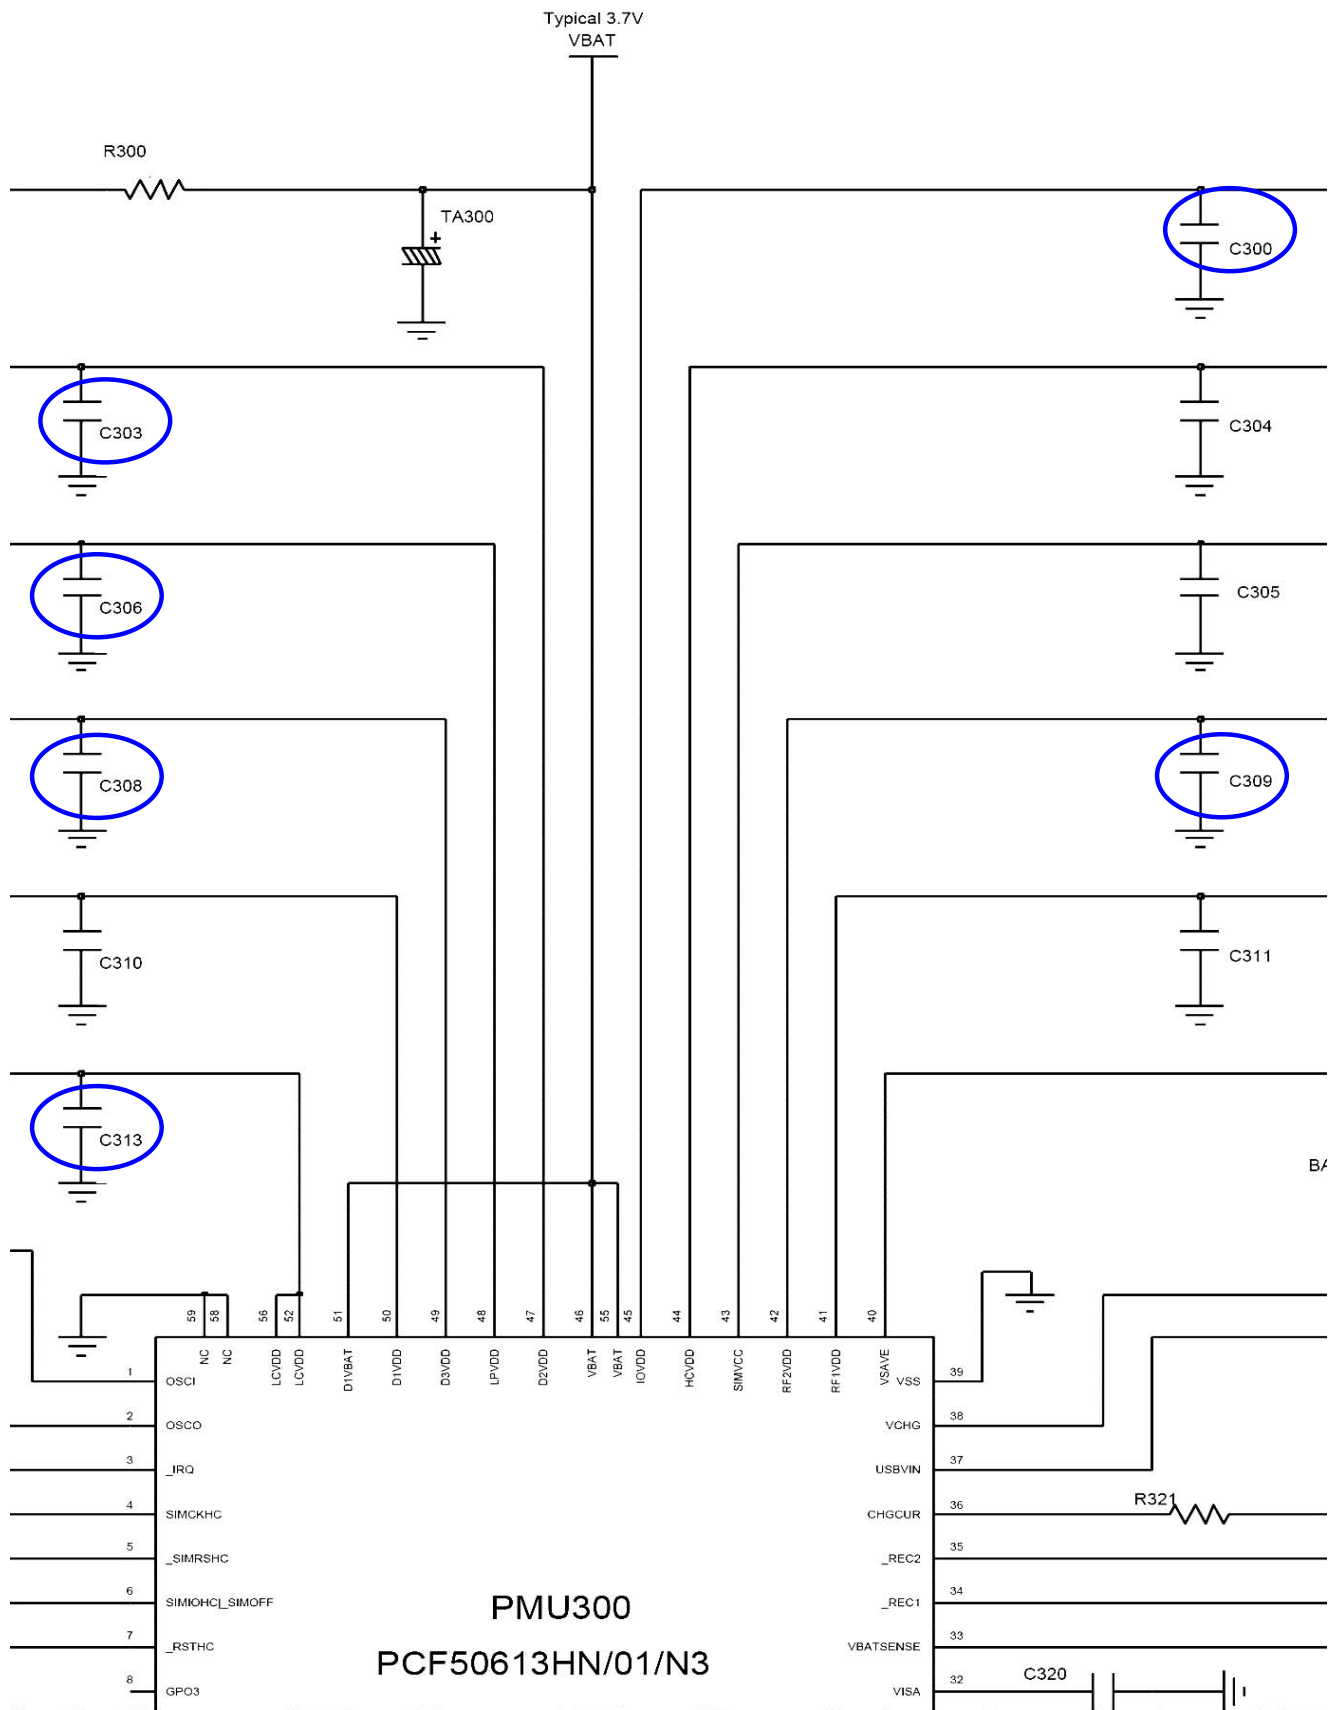 Typical 3.7V
VBAT
R300
TA300
C300
C303
C304
C306
C305
C308
C309
C310
C311
C313
BA
59
58
56
52
51
50
49
48
47
46
55
45
44
43
42
41
40
NC
NC
LCVDD
LCVDD
D1VBAT
D1VDD
D3VDD
LPVDD
D2VDD
VBAT
VBAT
IOVDD
HCVDD
SIMVCC
RF2VDD
RF1VDD
VSAVE
1 OSCI
VSS 39
2 OSCO
VCHG 38
3 _IRQ
USBVIN 37
4 SIMCKHC
CHGCUR 36
R321
5 _SIMRSHC
_REC2 35
6 SIMIOHC|_SIMOFF
_REC1 34
PMU300
7 _RSTHC
VBATSENSE 33
PCF50613HN/01/N3
8 GPO3
VISA 32
C320